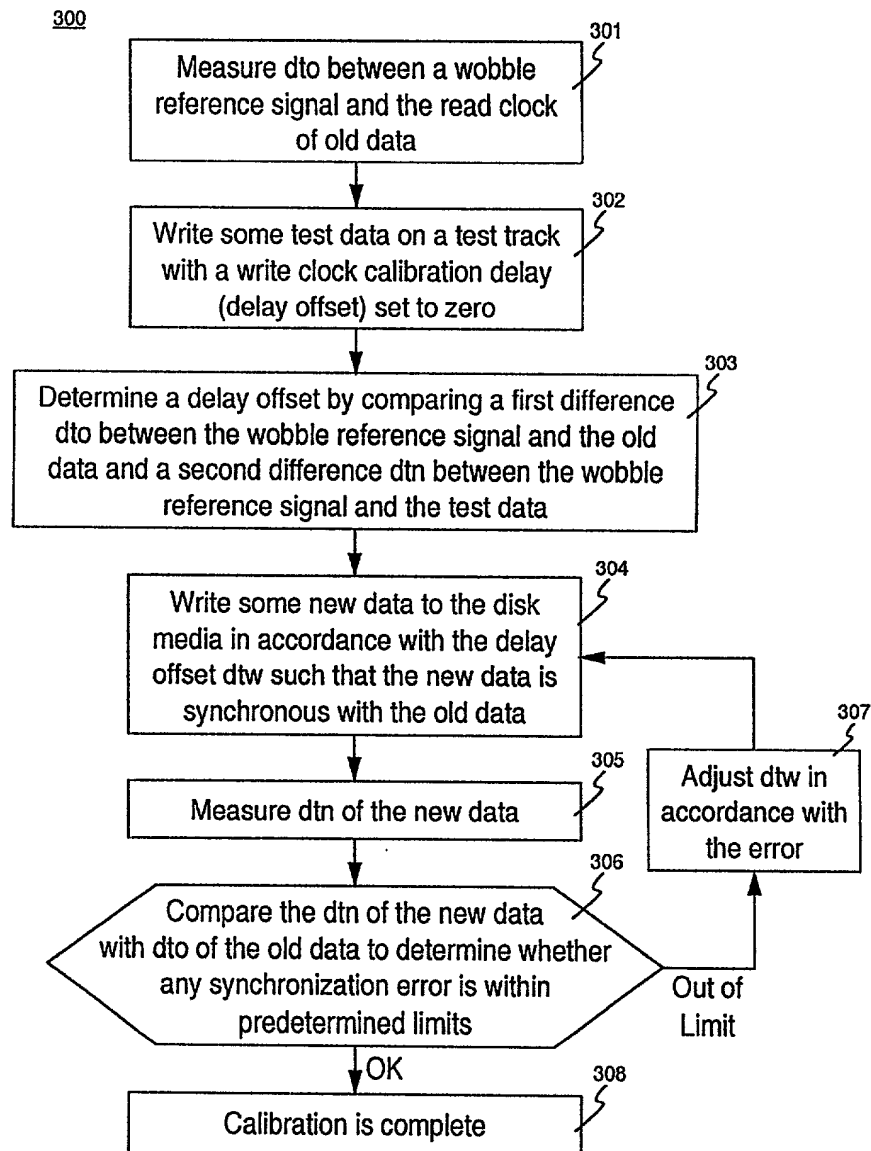 300
301
Measure dto between a wobble
reference signal and the read clock
of old data
302
Write some test data on a test track
with a write clock calibration delay
(delay offset) set to zero
303
Determine a delay offset by comparing a first difference
dto between the wobble reference signal and the old
data and a second difference dtn between the wobble
reference signal and the test data
304
Write some new data to the disk
media in accordance with the delay
offset dtw such that the new data is
synchronous with the old data
305
Measure dtn of the new data
306
Compare the dtn of the new data
with dto of the old data to determine whether
any synchronization error is within
predetermined limits
Out of
Limit
307
Adjust dtw in
accordance with
the error
OK
308
Calibration is complete